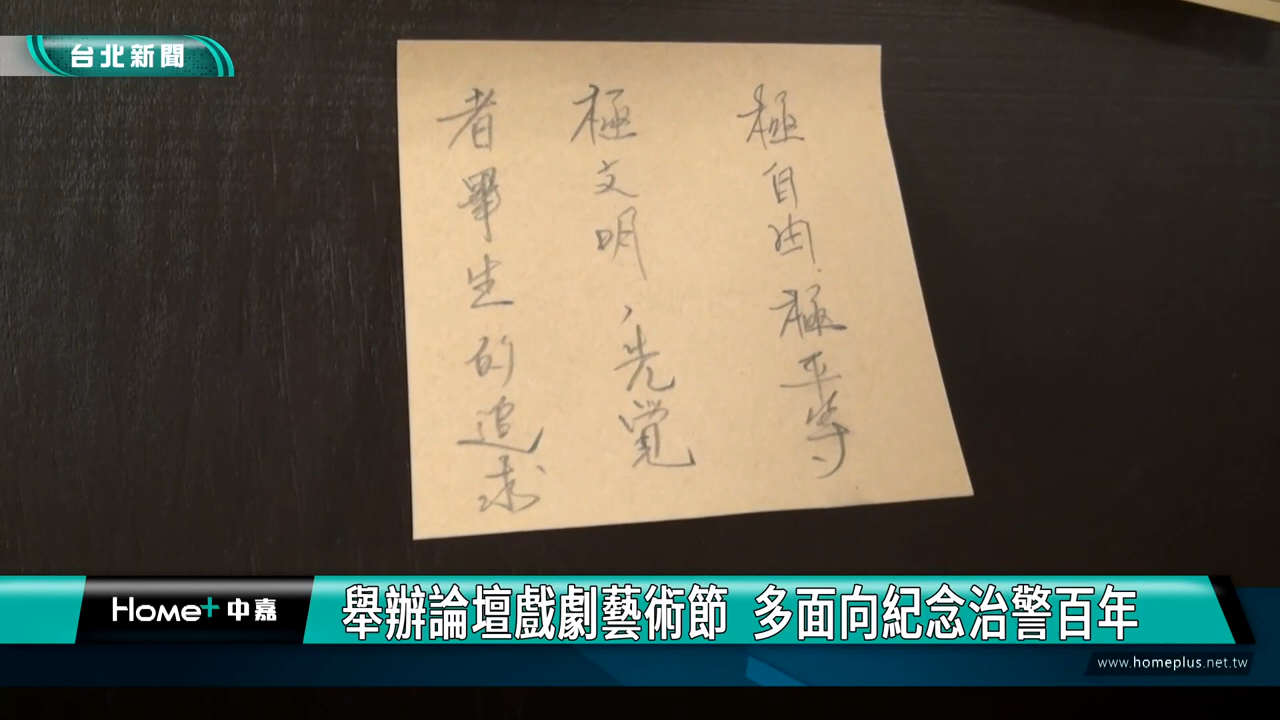 台北新聞
極自由.極平等
極文明,先覺
者畢生的追求
Home+中嘉
舉辦論壇戲劇藝術節 多面向紀念治警百年
www.homeplus.net.tw